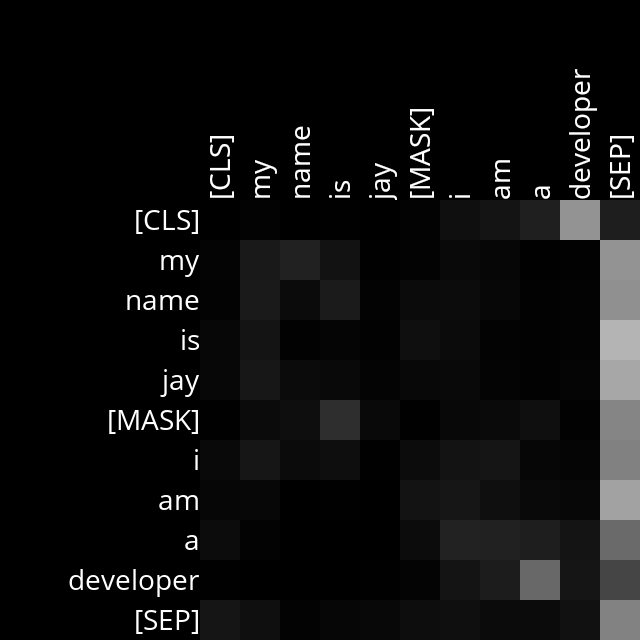 [CLS] my name is jay [MASK] i am a developer [SEP]
[CLS]
my
name
is
jay
[MASK]
i
am
a
developer
[SEP]